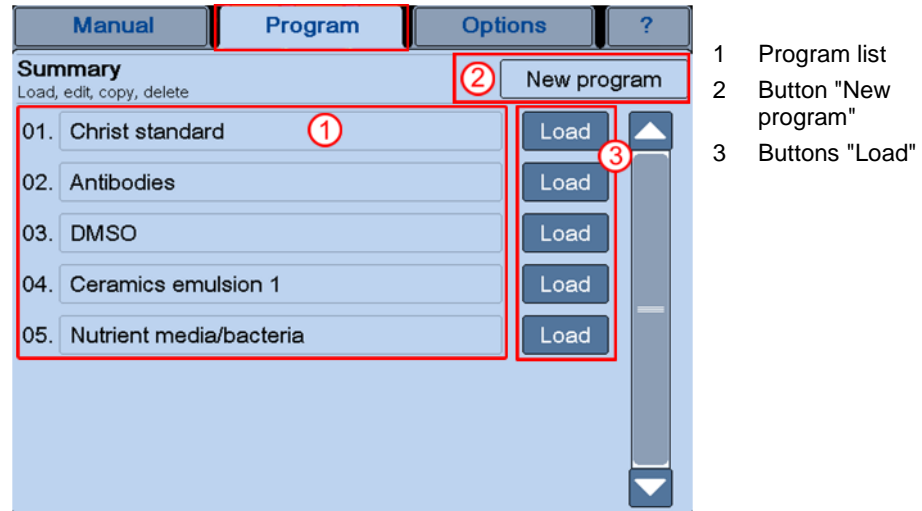 Manual Program Options ?
Summary
Load, edit, copy, delete
2 New program
01. Christ standard 1 Load
3
02. Antibodies Load
03. DMSO Load
04. Ceramics emulsion 1 Load
05. Nutrient media/bacteria Load
1 Program list
2 Button "New
program"
3 Buttons "Load"